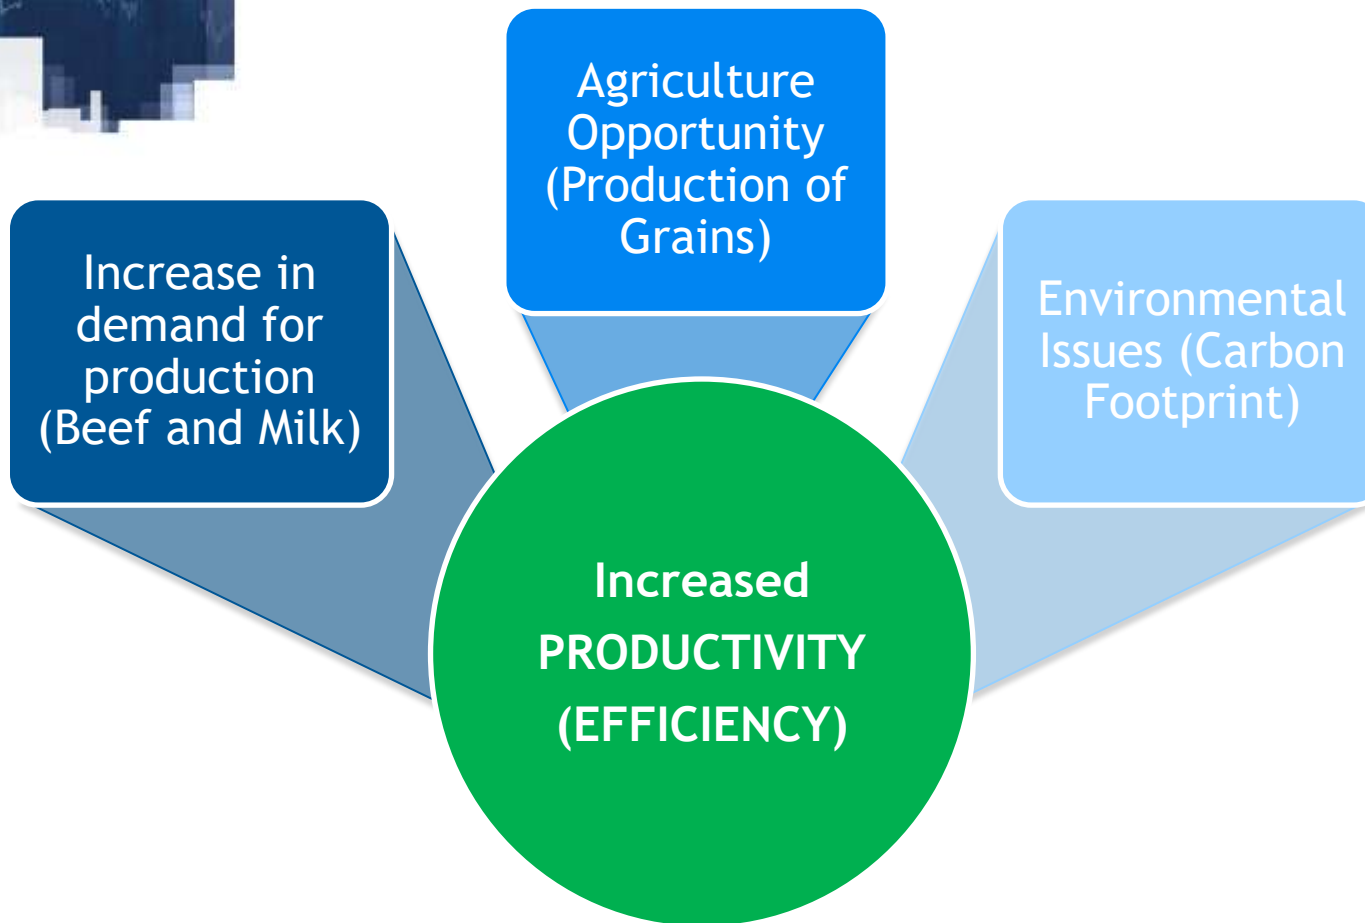 Agriculture
Opportunity
(Production of
Grains)
Increase in
demand for
production
(Beef and Milk)
Environmental
Issues (Carbon
Footprint)
Increased
PRODUCTIVITY
(EFFICIENCY)